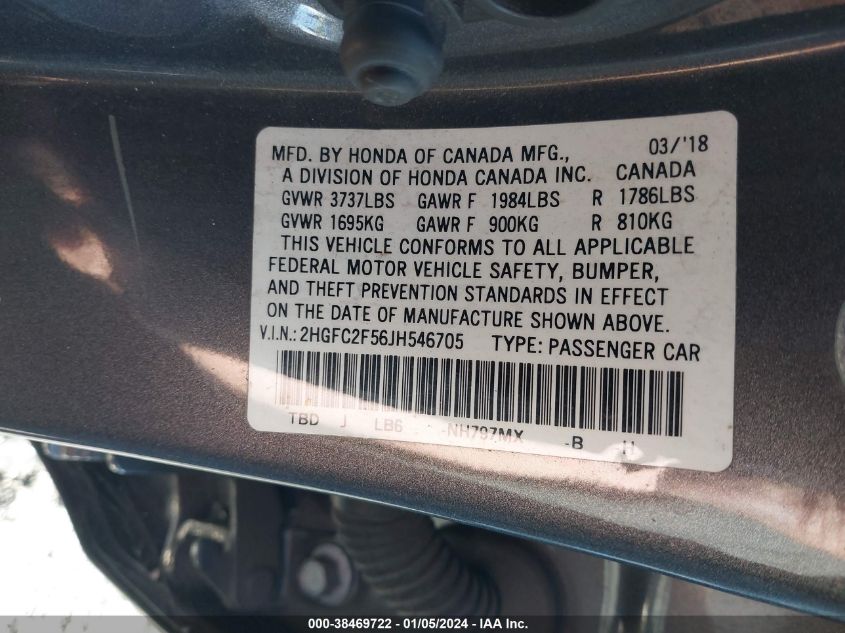 MFD. BY HONDA OF CANADA MFG., 03/'18
A DIVISION OF HONDA CANADA INC. CANADA
GVWR 3737LBS GAWR F 1984LBS R 1786LBS
GVWR 1695KG GAWR F 900KG R 810KG
THIS VEHICLE CONFORMS TO ALL APPLICABLE
FEDERAL MOTOR VEHICLE SAFETY, BUMPER,
AND THEFT PREVENTION STANDARDS IN EFFECT
ON THE DATE OF MANUFACTURE SHOWN ABOVE.
V.I.N.: 2HGFC2F56JH546705 TYPE: PASSENGER CAR
TBD J LB6 -NH797MX -B
000-38469722 - 01/05/2024 - IAA Inc.